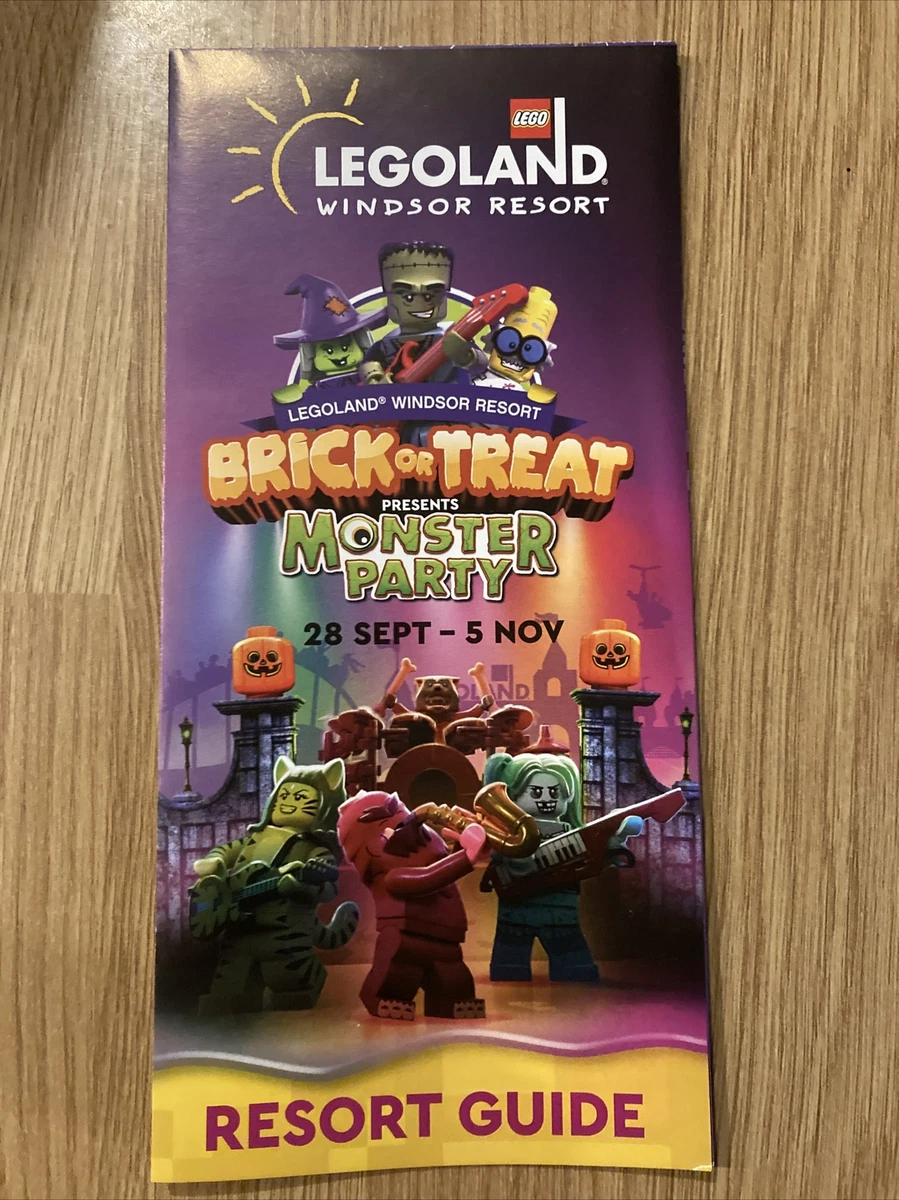 LEGO
LEGOLAND®
WINDSOR RESORT
LEGOLAND® WINDSOR RESORT
BRICK OR TREAT
PRESENTS
MONSTER
PARTY
28 SEPT – 5 NOV
LEGOLAND
RESORT GUIDE